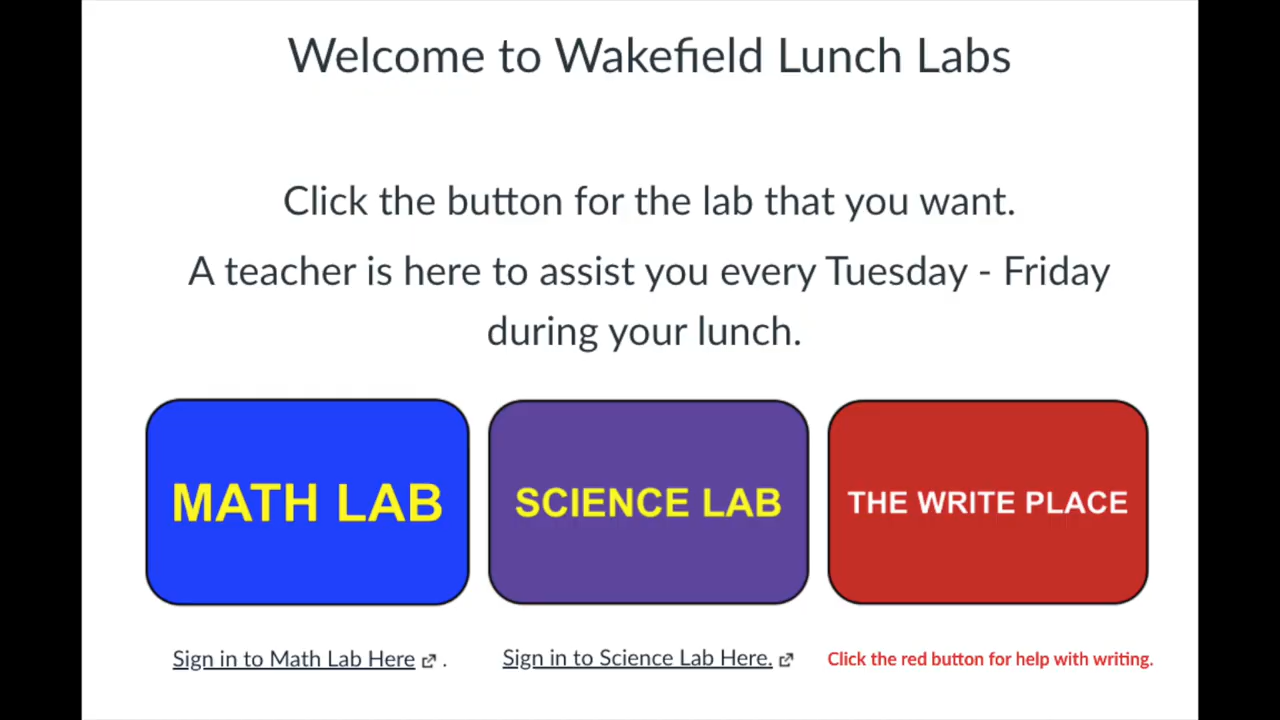 Welcome to Wakefield Lunch Labs
Click the button for the lab that you want.
A teacher is here to assist you every Tuesday - Friday
during your lunch.
MATH LAB
SCIENCE LAB
THE WRITE PLACE
Sign in to Math Lab Here .
Sign in to Science Lab Here.
Click the red button for help with writing.